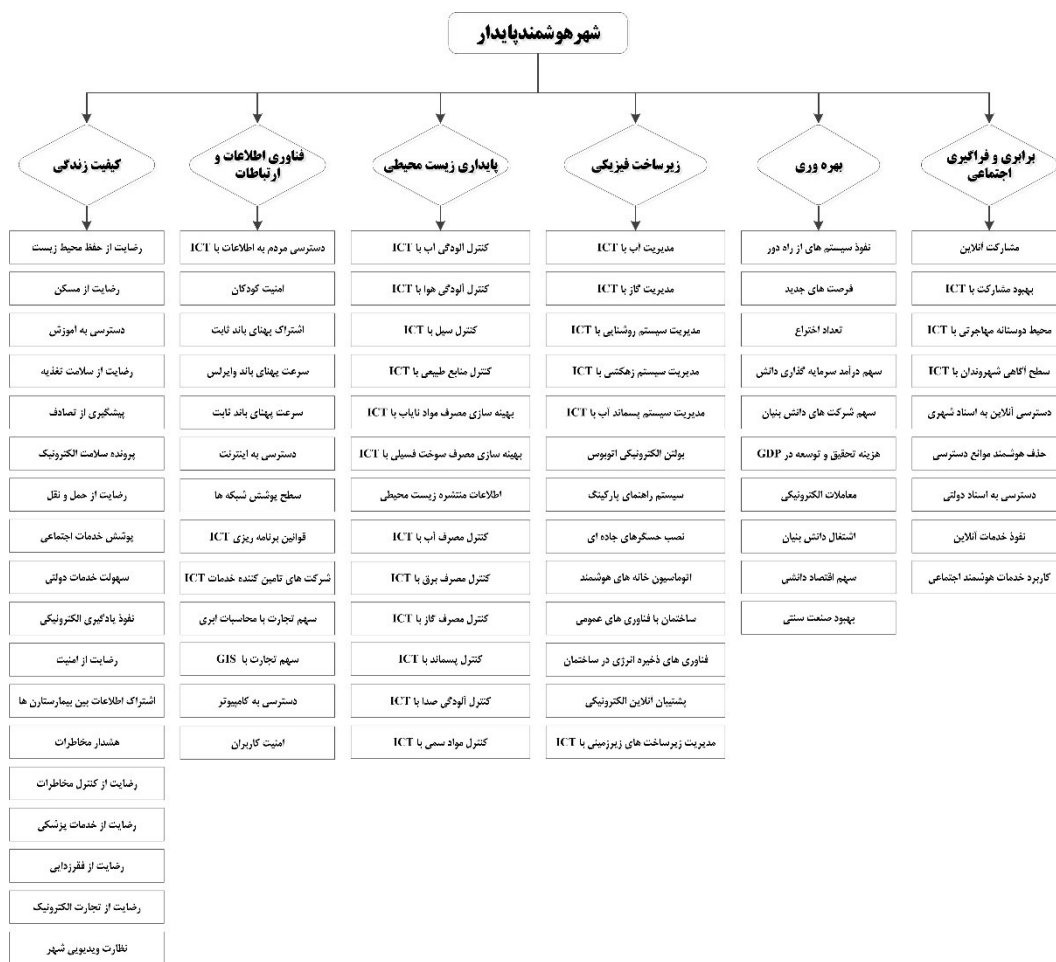 شهر هوشمند پایدار
برابری و فراگیری
اجتماعی
مشارکت آنلاین
بهبود مشارکت با ICT
محیط دوستانه مهاجرتی با ICT
سطح آگاهی شهروندان با ICT
دسترسی آنلاین به اسناد شهری
حذف هوشمند موانع دسترسی
دسترسی به اسناد دولتی
نفوذ خدمات آنلاین
کاربرد خدمات هوشمند اجتماعی
بهره وری
نفوذ سیستم های از راه دور
فرصت های جدید
تعداد اختراع
سهم درآمد سرمایه گذاری دانش
سهم شرکت های دانش بنیان
هزینه تحقیق و توسعه در GDP
معاملات الکترونیکی
اشتغال دانش بنیان
سهم اقتصاد دانشی
بهبود صنعت سنتی
زیرساخت فیزیکی
مدیریت آب با ICT
مدیریت گاز با ICT
مدیریت سیستم روشنایی با ICT
مدیریت سیستم زهکشی با ICT
مدیریت سیستم پسماند آب با ICT
بولتن الکترونیکی اتوبوس
سیستم راهنمای پارکینگ
نصب حسگرهای جاده ای
اتوماسیون خانه های هوشمند
ساختمان با فناوری های عمومی
فناوری های ذخیره انرژی در ساختمان
پشتیبان آنلاین الکترونیکی
مدیریت زیرساخت های زیرزمینی با ICT
پایداری زیست محیطی
کنترل آلودگی آب با ICT
کنترل آلودگی هوا با ICT
کنترل سیل با ICT
کنترل منابع طبیعی با ICT
بهینه سازی مصرف مواد نایاب با ICT
بهینه سازی مصرف سوخت فسیلی با ICT
اطلاعات منتشره زیست محیطی
کنترل مصرف آب با ICT
کنترل مصرف برق با ICT
کنترل مصرف گاز با ICT
کنترل پسماند با ICT
کنترل آلودگی صدا با ICT
کنترل مواد سمی با ICT
فناوری اطلاعات و
ارتباطات
دسترسی مردم به اطلاعات با ICT
امنیت کودکان
اشتراک پهنای باند ثابت
سرعت پهنای باند وایرلس
سرعت پهنای باند ثابت
دسترسی به اینترنت
سطح پوشش شبکه ها
قوانین برنامه ریزی ICT
شرکت های تامین کننده خدمات ICT
سهم تجارت با محاسبات ابری
سهم تجارت با GIS
دسترسی به کامپیوتر
امنیت کاربران
کیفیت زندگی
رضایت از حفظ محیط زیست
رضایت از مسکن
دسترسی به آموزش
رضایت از سلامت تغذیه
پیشگیری از تصادف
پرونده سلامت الکترونیک
رضایت از حمل و نقل
پوشش خدمات اجتماعی
سهولت خدمات دولتی
نفوذ یادگیری الکترونیکی
رضایت از امنیت
اشتراک اطلاعات بین بیمارستارن ها
هشدار مخاطرات
رضایت از کنترل مخاطرات
رضایت از خدمات پزشکی
رضایت از فقرزدایی
رضایت از تجارت الکترونیک
نظارت ویدیویی شهر